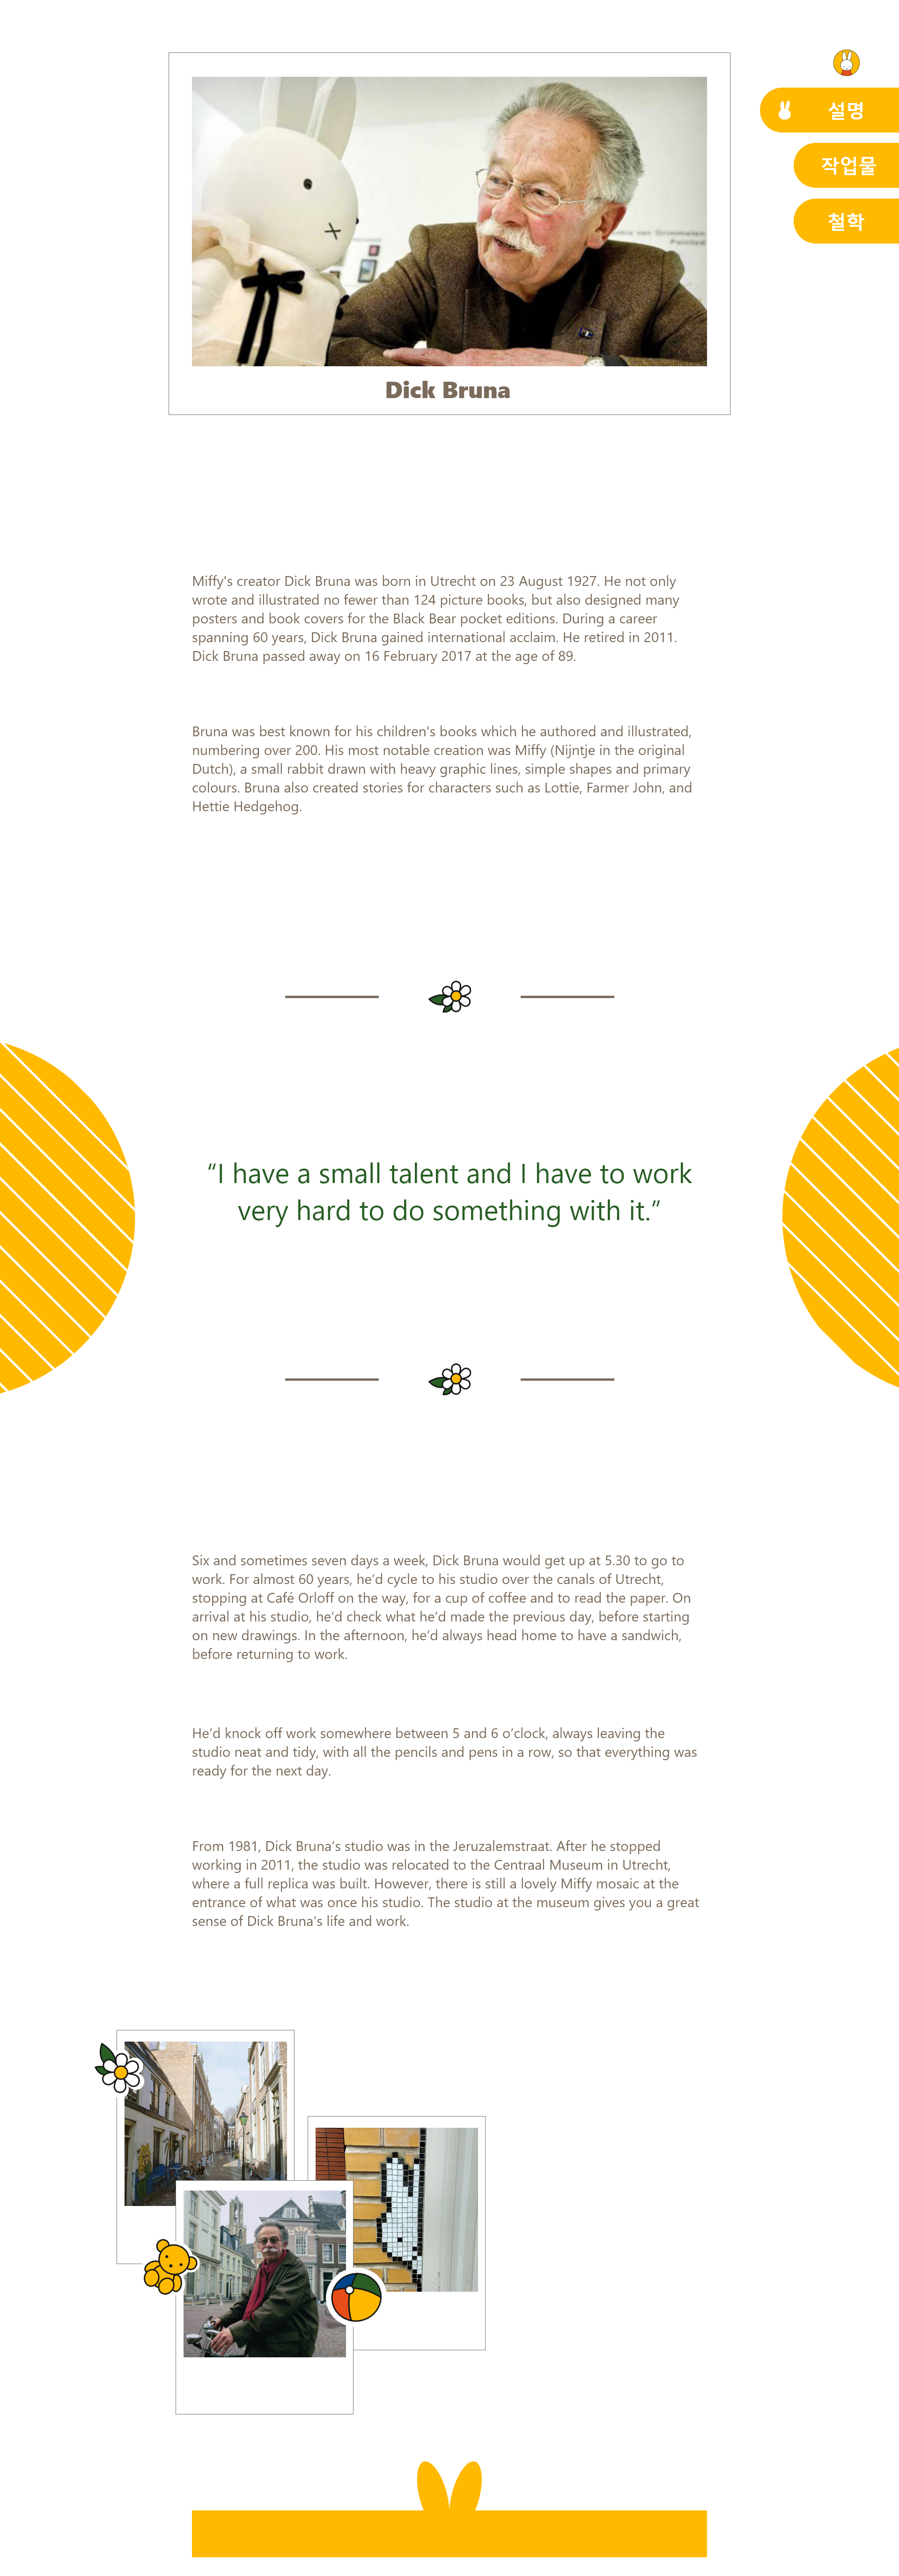 설명
작업물
철학
Dick Bruna
Miffy's creator Dick Bruna was born in Utrecht on 23 August 1927. He not only
wrote and illustrated no fewer than 124 picture books, but also designed many
posters and book covers for the Black Bear pocket editions. During a career
spanning 60 years, Dick Bruna gained international acclaim. He retired in 2011.
Dick Bruna passed away on 16 February 2017 at the age of 89.
Bruna was best known for his children's books which he authored and illustrated,
numbering over 200. His most notable creation was Miffy (Nijntje in the original
Dutch), a small rabbit drawn with heavy graphic lines, simple shapes and primary
colours. Bruna also created stories for characters such as Lottie, Farmer John, and
Hettie Hedgehog.
“I have a small talent and I have to work
very hard to do something with it.”
Six and sometimes seven days a week, Dick Bruna would get up at 5.30 to go to
work. For almost 60 years, he’d cycle to his studio over the canals of Utrecht,
stopping at Café Orloff on the way, for a cup of coffee and to read the paper. On
arrival at his studio, he’d check what he’d made the previous day, before starting
on new drawings. In the afternoon, he’d always head home to have a sandwich,
before returning to work.
He’d knock off work somewhere between 5 and 6 o’clock, always leaving the
studio neat and tidy, with all the pencils and pens in a row, so that everything was
ready for the next day.
From 1981, Dick Bruna’s studio was in the Jeruzalemstraat. After he stopped
working in 2011, the studio was relocated to the Centraal Museum in Utrecht,
where a full replica was built. However, there is still a lovely Miffy mosaic at the
entrance of what was once his studio. The studio at the museum gives you a great
sense of Dick Bruna’s life and work.